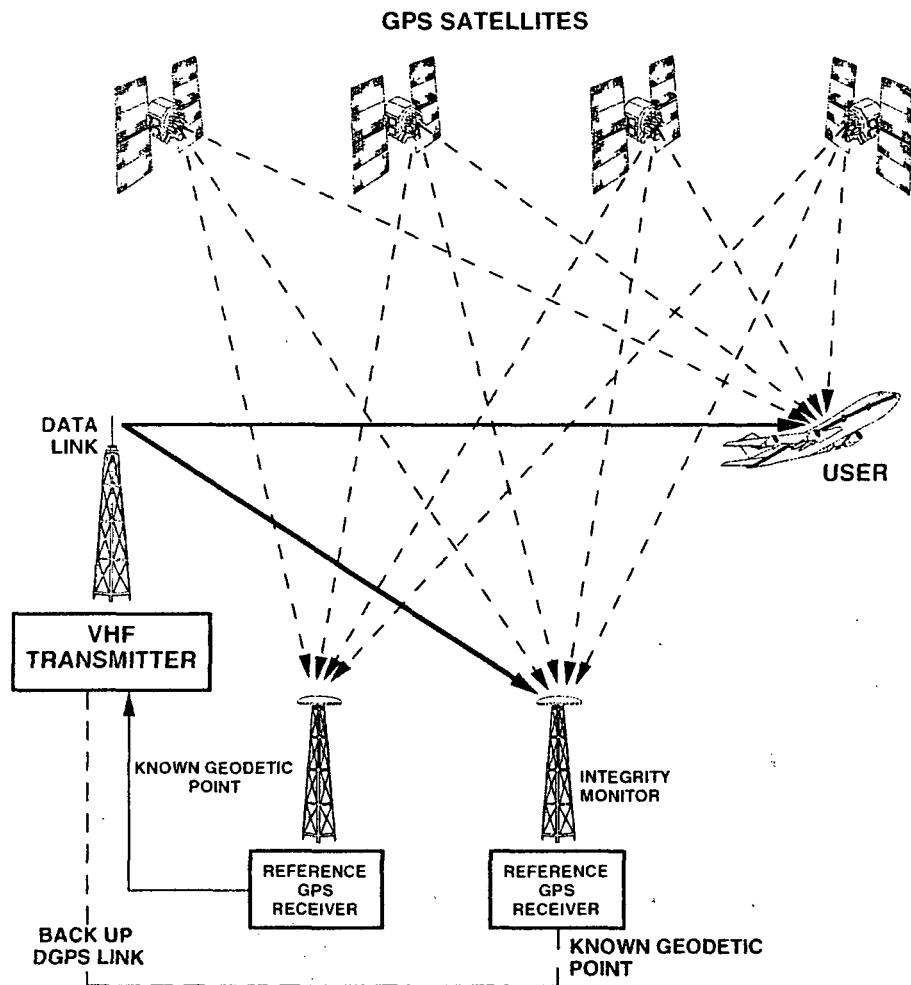 GPS SATELLITES
DATA
LINK
USER
VHF
TRANSMITTER
KNOWN GEODETIC
POINT
INTEGRITY
MONITOR
REFERENCE
GPS
RECEIVER
REFERENCE
GPS
RECEIVER
BACK UP
DGPS LINK
KNOWN GEODETIC
POINT